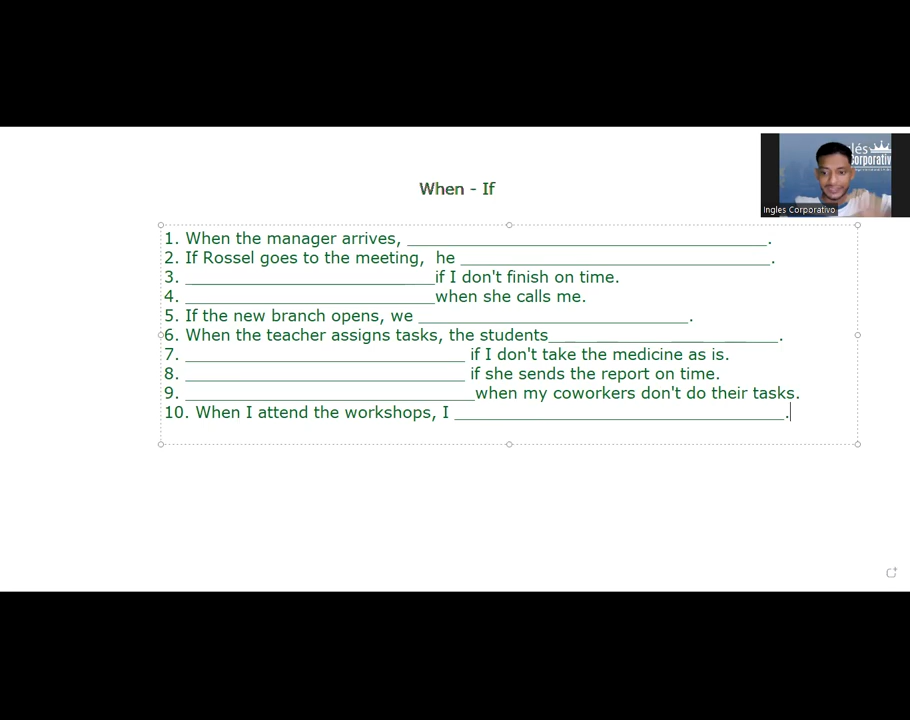 lés
corporativ
Ingles Corporativo
When - If
1. When the manager arrives, ________________________________________.
2. If Rossel goes to the meeting,  he __________________________________.
3. ____________________________if I don't finish on time.
4. ____________________________when she calls me.
5. If the new branch opens, we ______________________________.
6. When the teacher assigns tasks, the students__________________________.
7. _______________________________ if I don't take the medicine as is.
8. _______________________________ if she sends the report on time.
9. ________________________________when my coworkers don't do their tasks.
10. When I attend the workshops, I _____________________________________.